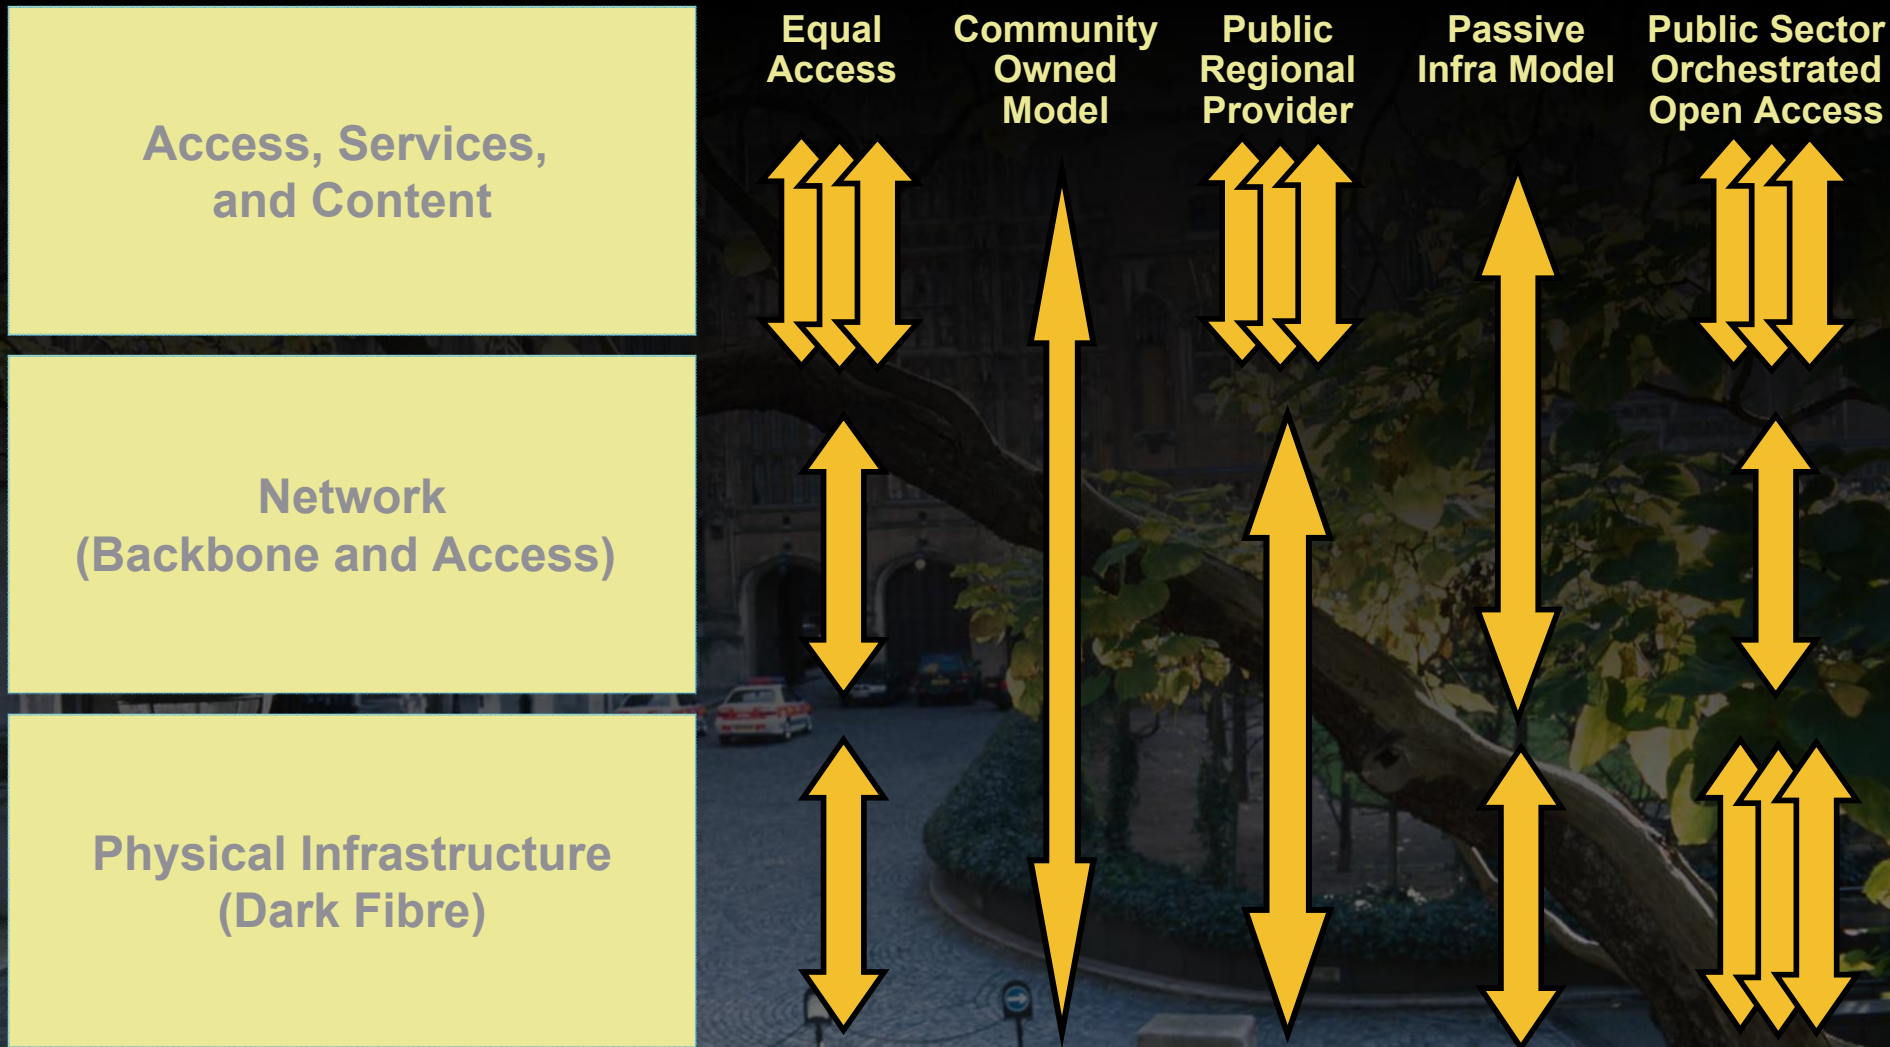 Equal
Access
Community
Owned
Model
Public
Regional
Provider
Passive
Infra Model
Public Sector
Orchestrated
Open Access
Access, Services,
and Content
Network
(Backbone and Access)
Physical Infrastructure
(Dark Fibre)